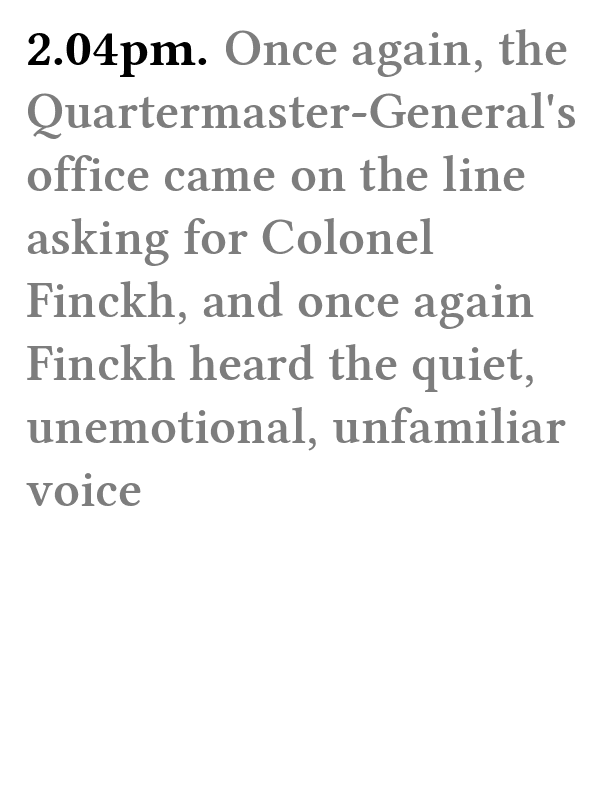 2.04pm. Once again, the
Quartermaster-General's
office came on the line
asking for Colonel
Finckh, and once again
Finckh heard the quiet,
unemotional, unfamiliar
voice